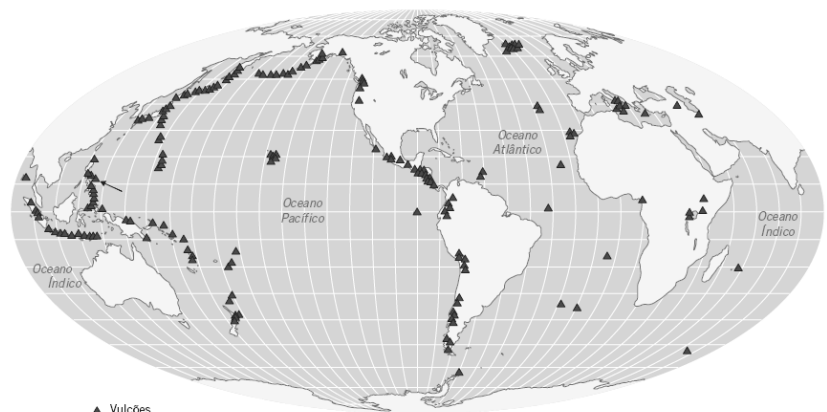 Oceano
Atlântico
Oceano
Pacífico
Oceano
Índico
Oceano
Índico
Vulcões